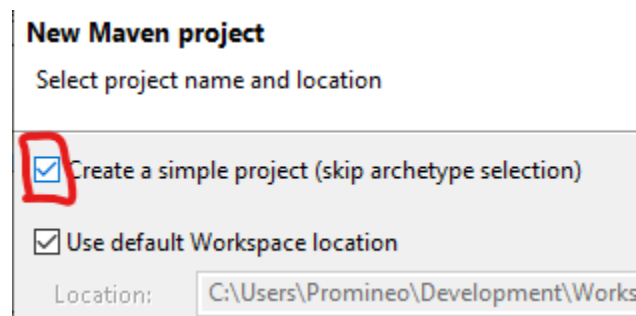 New Maven project
Select project name and location
Create a simple project (skip archetype selection)
Use default Workspace location
Location: C:\Users\Promineo\Development\Works